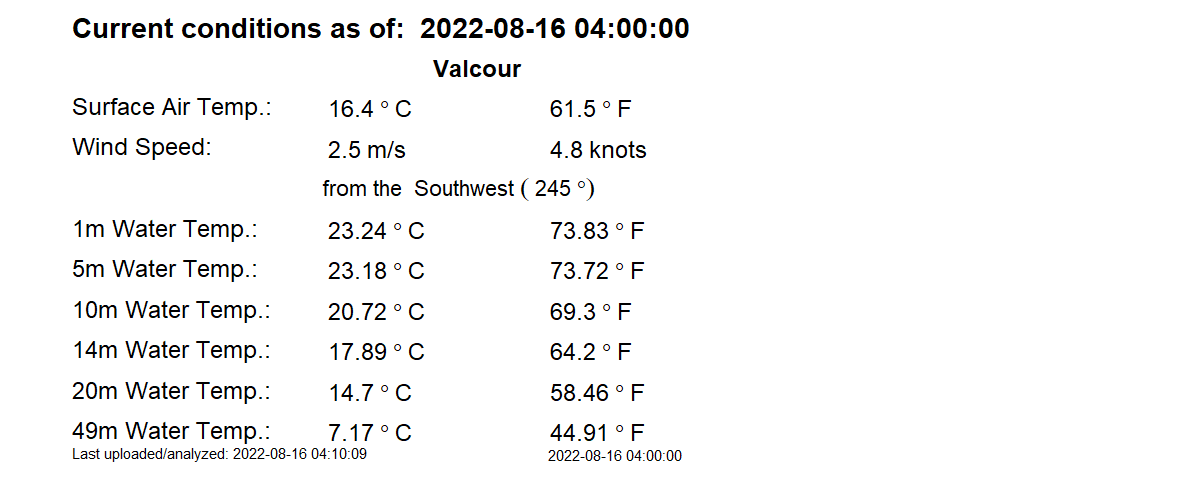 Current conditions as of:  2022-08-16 04:00:00
Valcour
Surface Air Temp.: 16.4 ° C 61.5 ° F
Wind Speed: 2.5 m/s 4.8 knots
from the  Southwest ( 245 °)
1m Water Temp.: 23.24 ° C 73.83 ° F
5m Water Temp.: 23.18 ° C 73.72 ° F
10m Water Temp.: 20.72 ° C 69.3 ° F
14m Water Temp.: 17.89 ° C 64.2 ° F
20m Water Temp.: 14.7 ° C 58.46 ° F
49m Water Temp.: 7.17 ° C 44.91 ° F
Last uploaded/analyzed: 2022-08-16 04:10:09 2022-08-16 04:00:00